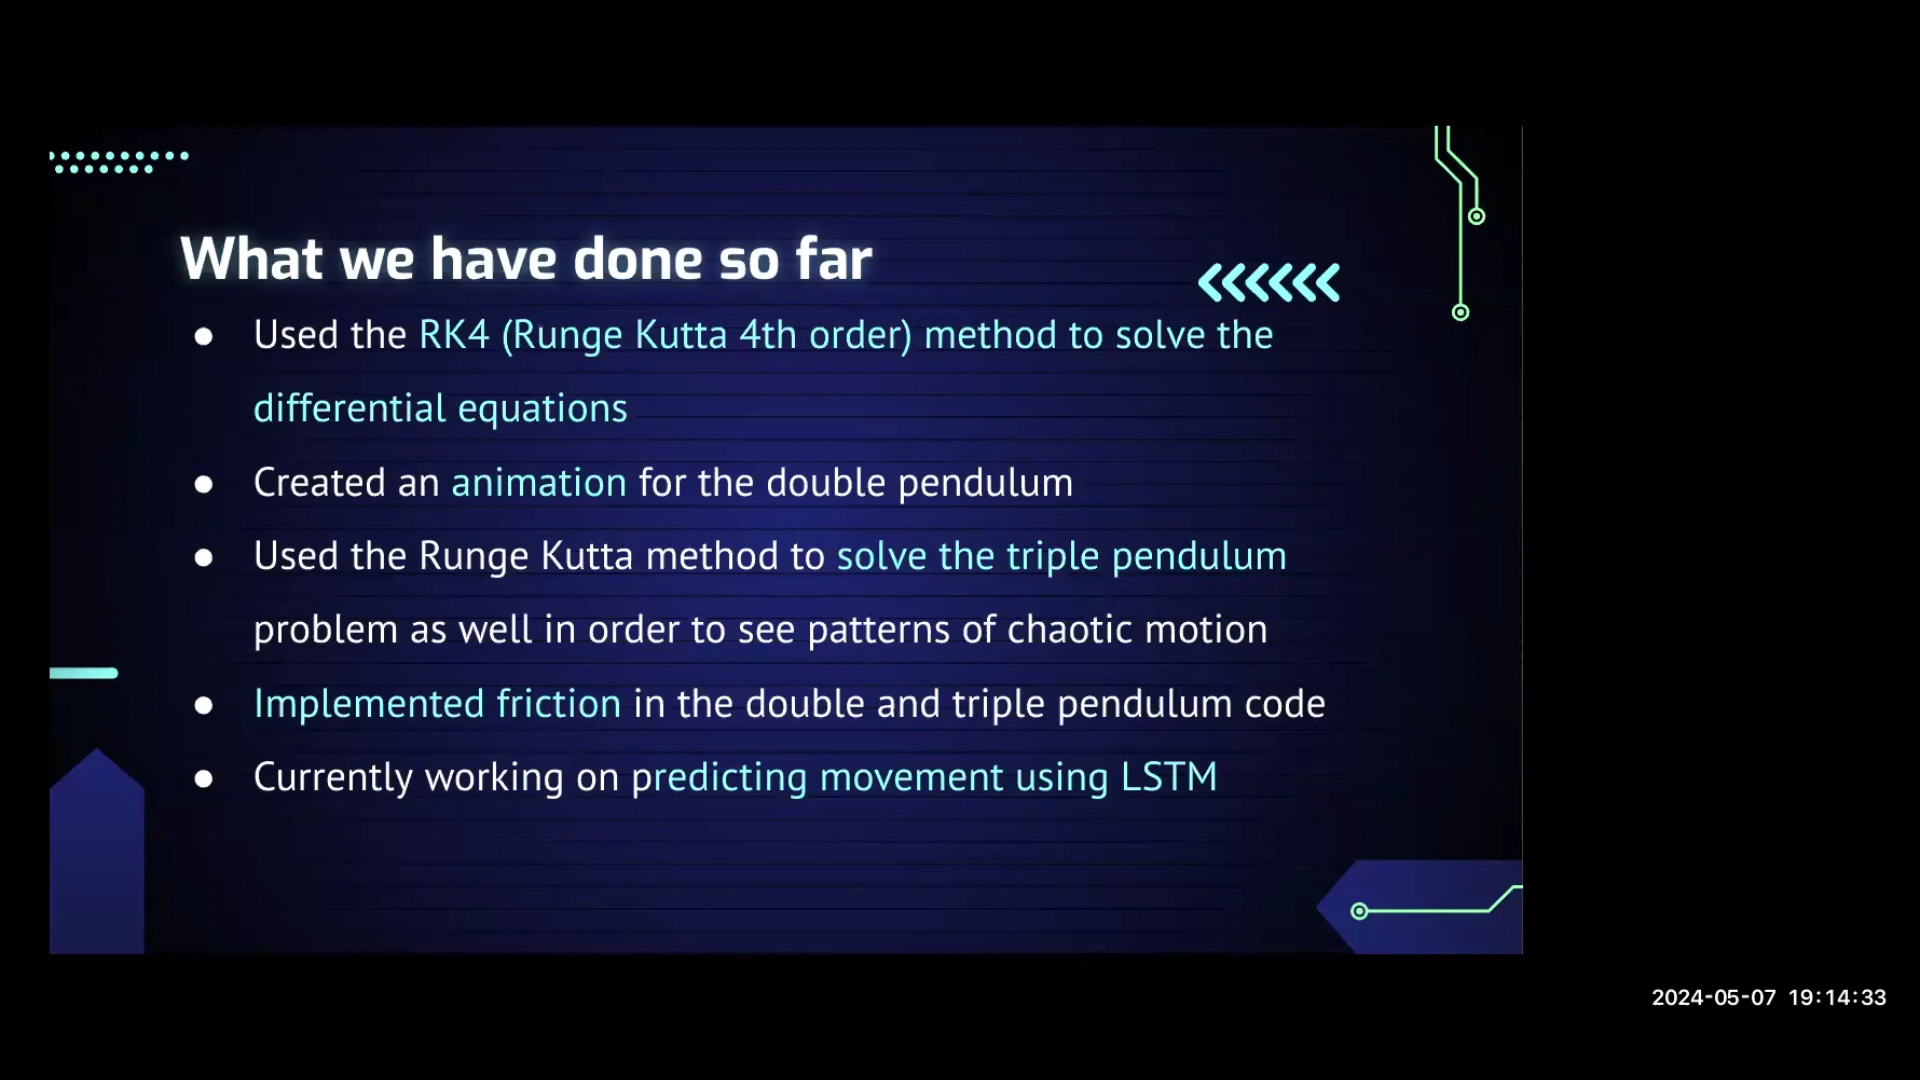 What we have done so far
● Used the RK4 (Runge Kutta 4th order) method to solve the
differential equations
● Created an animation for the double pendulum
● Used the Runge Kutta method to solve the triple pendulum
problem as well in order to see patterns of chaotic motion
● Implemented friction in the double and triple pendulum code
● Currently working on predicting movement using LSTM
2024-05-07 19:14:33